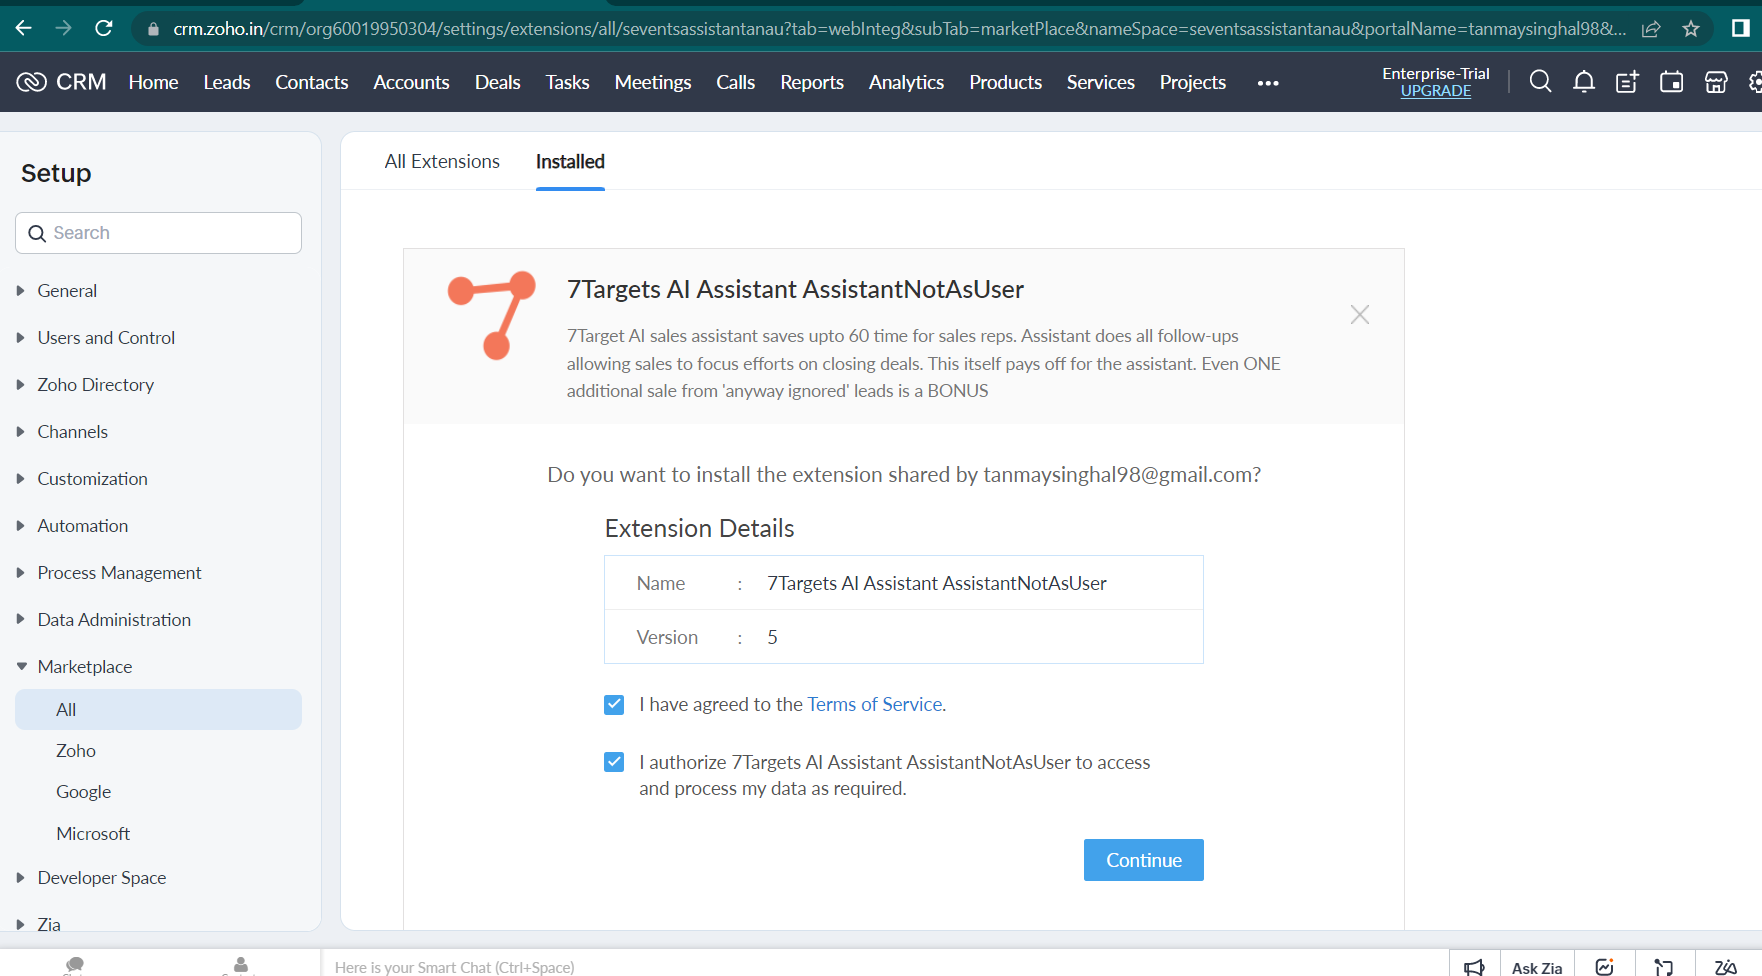 crm.zoho.in/crm/org60019950304/settings/extensions/all/seventsassistantanau?tab=webInteg&subTab=marketPlace&nameSpace=seventsassistantanau&portalName=tanmaysinghal98&...
CRM Home Leads Contacts Accounts Deals Tasks Meetings Calls Reports Analytics Products Services Projects •••
Enterprise-Trial
UPGRADE
Setup
Search
General
Users and Control
Zoho Directory
Channels
Customization
Automation
Process Management
Data Administration
Marketplace
All
Zoho
Google
Microsoft
Developer Space
Zia
All Extensions Installed
7Targets AI Assistant AssistantNotAsUser
7Target AI sales assistant saves upto 60 time for sales reps. Assistant does all follow-ups
allowing sales to focus efforts on closing deals. This itself pays off for the assistant. Even ONE
additional sale from 'anyway ignored' leads is a BONUS
Do you want to install the extension shared by tanmaysinghal98@gmail.com?
Extension Details
Name : 7Targets AI Assistant AssistantNotAsUser
Version : 5
I have agreed to the Terms of Service.
I authorize 7Targets AI Assistant AssistantNotAsUser to access
and process my data as required.
Continue
Here is your Smart Chat (Ctrl+Space)
Ask Zia